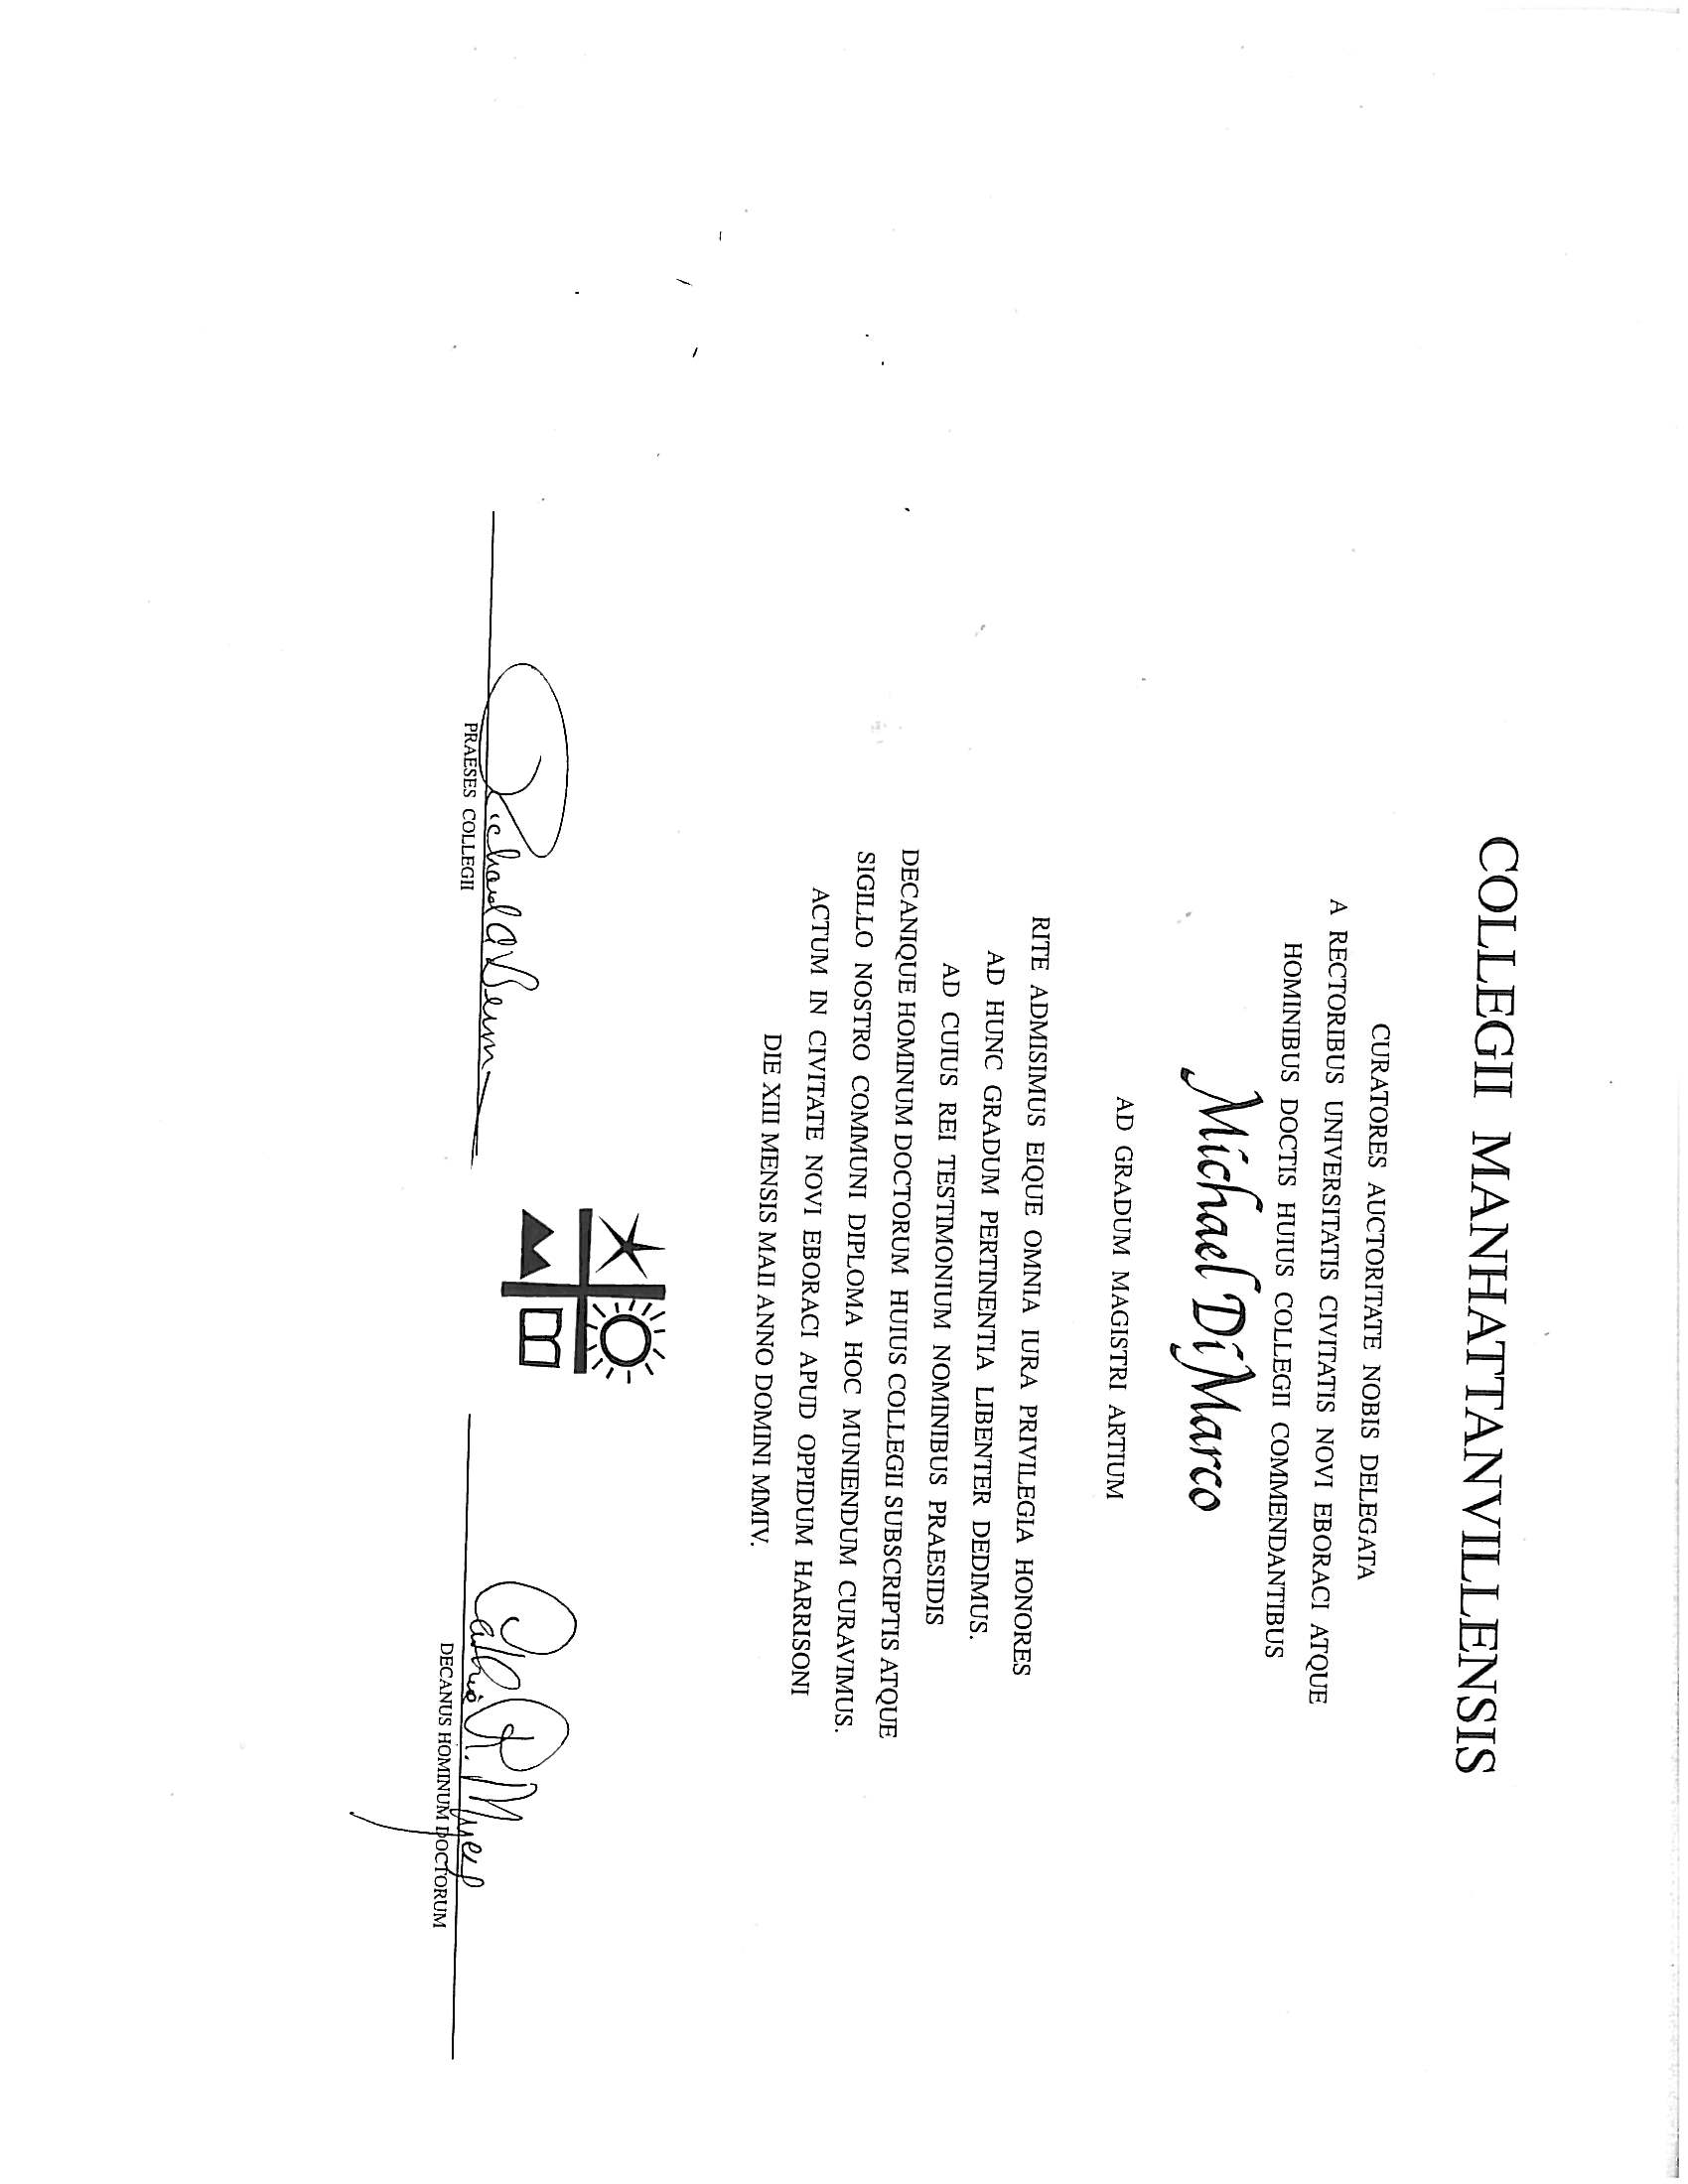 COLLEGII MANHATTANVILLENSIS
CURATORES AUCTORITATE NOBIS DELEGATA
A RECTORIBUS UNIVERSITATIS CIVITATIS NOVI EBORACI ATQUE
HOMINIBUS DOCTIS HUIUS COLLEGII COMMENDANTIBUS
Michael DiMarco
AD GRADUM MAGISTRI ARTIUM
RITE ADMISIMUS EIQUE OMNIA IURA PRIVILEGIA HONORES
AD HUNC GRADUM PERTINENTIA LIBENTER DEDIMUS.
AD CUIUS REI TESTIMONIUM NOMINIBUS PRAESIDIS
DECANIQUE HOMINUM DOCTORUM HUIUS COLLEGII SUBSCRIPTIS ATQUE
SIGILLO NOSTRO COMMUNI DIPLOMA HOC MUNIENDUM CURAVIMUS.
ACTUM IN CIVITATE NOVI EBORACI APUD OPPIDUM HARRISONI
DIE XIII MENSIS MAII ANNO DOMINI MMIV.
Richard A
PRAESES COLLEGII
R. Myers
DECANUS HOMINUM DOCTORUM